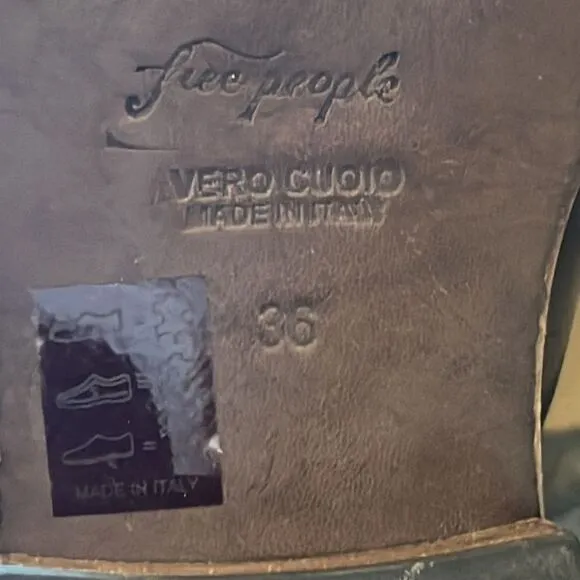 free people
VERO CUOIO
MADE IN ITALY
36
=
=
MADE IN ITALY